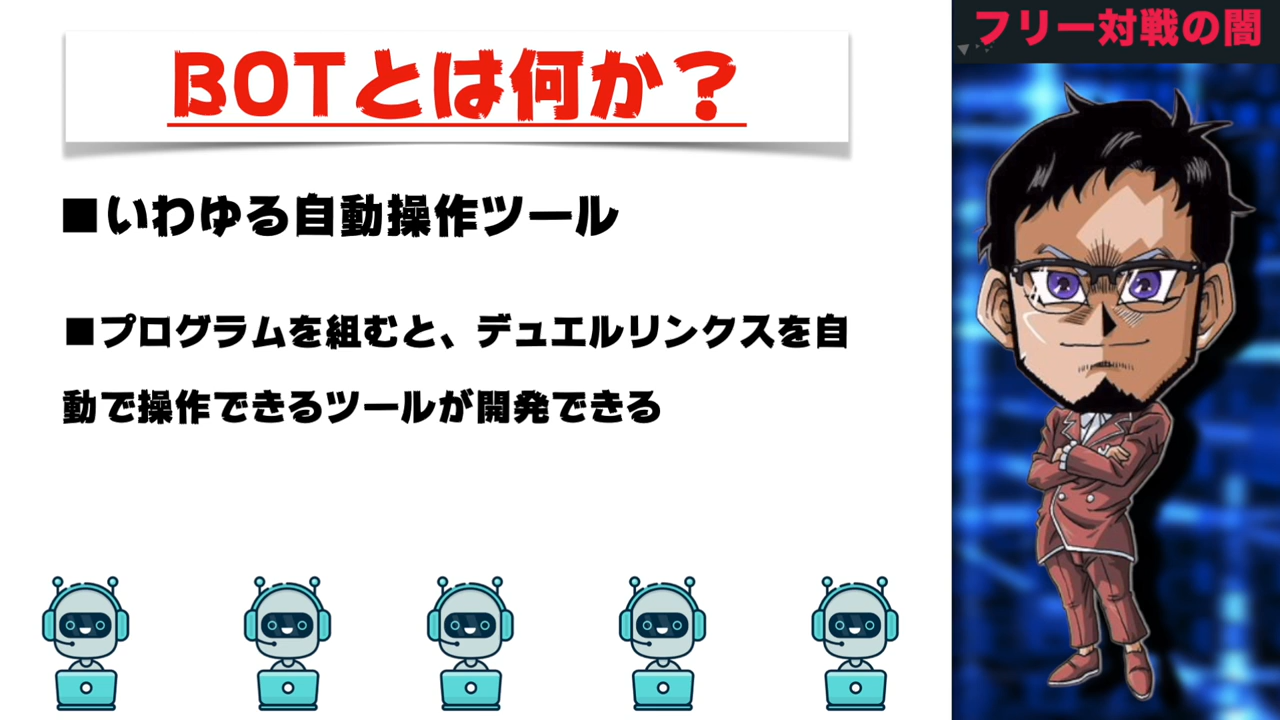 BOTとは何か?
フリー対戦の闇
■いわゆる自動操作ツール
■プログラムを組むと、デュエルリンクスを自
動で操作できるツールが開発できる